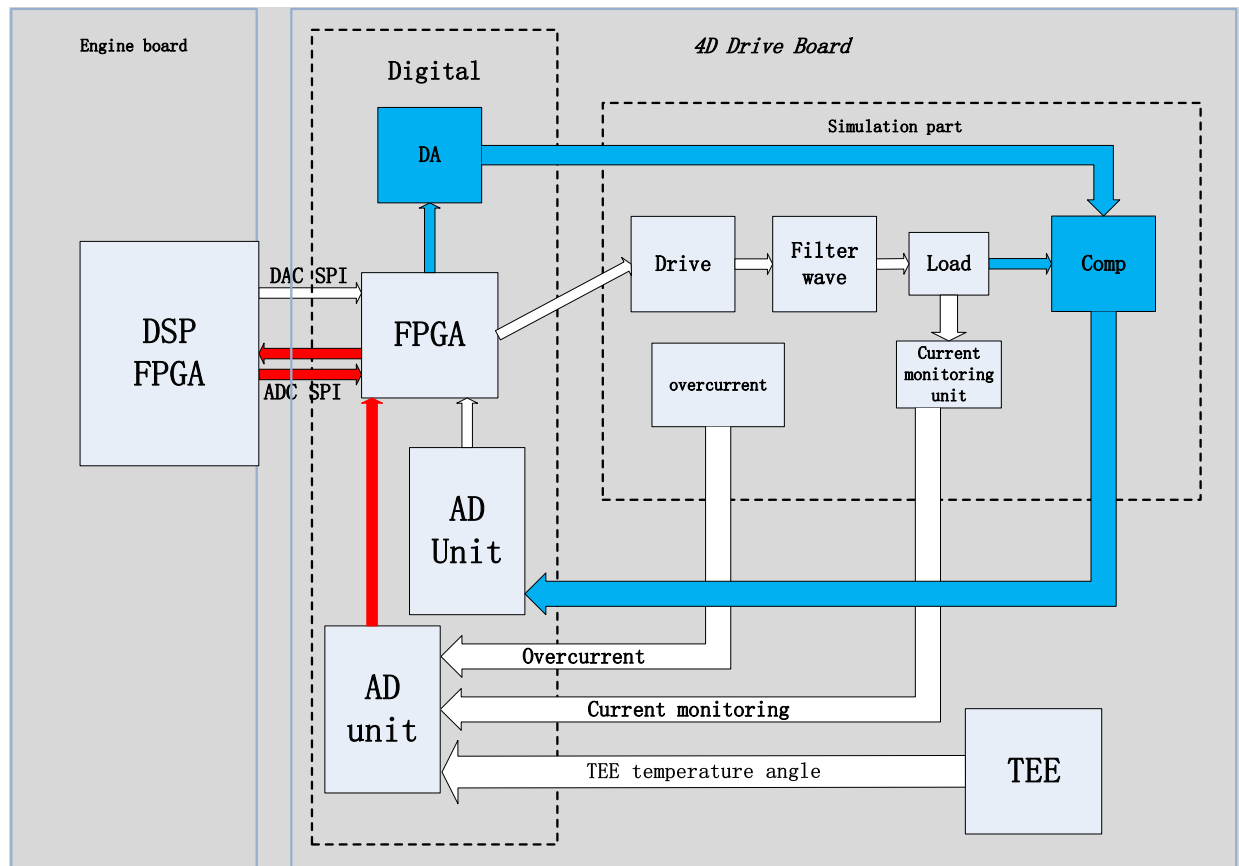 Engine board
4D Drive Board
Digital
Simulation part
DA
Drive
Filter
wave
Load
Comp
DAC SPI
DSP
FPGA
FPGA
ADC SPI
overcurrent
Current
monitoring
unit
AD
Unit
Overcurrent
AD
unit
Current monitoring
TEE temperature angle
TEE